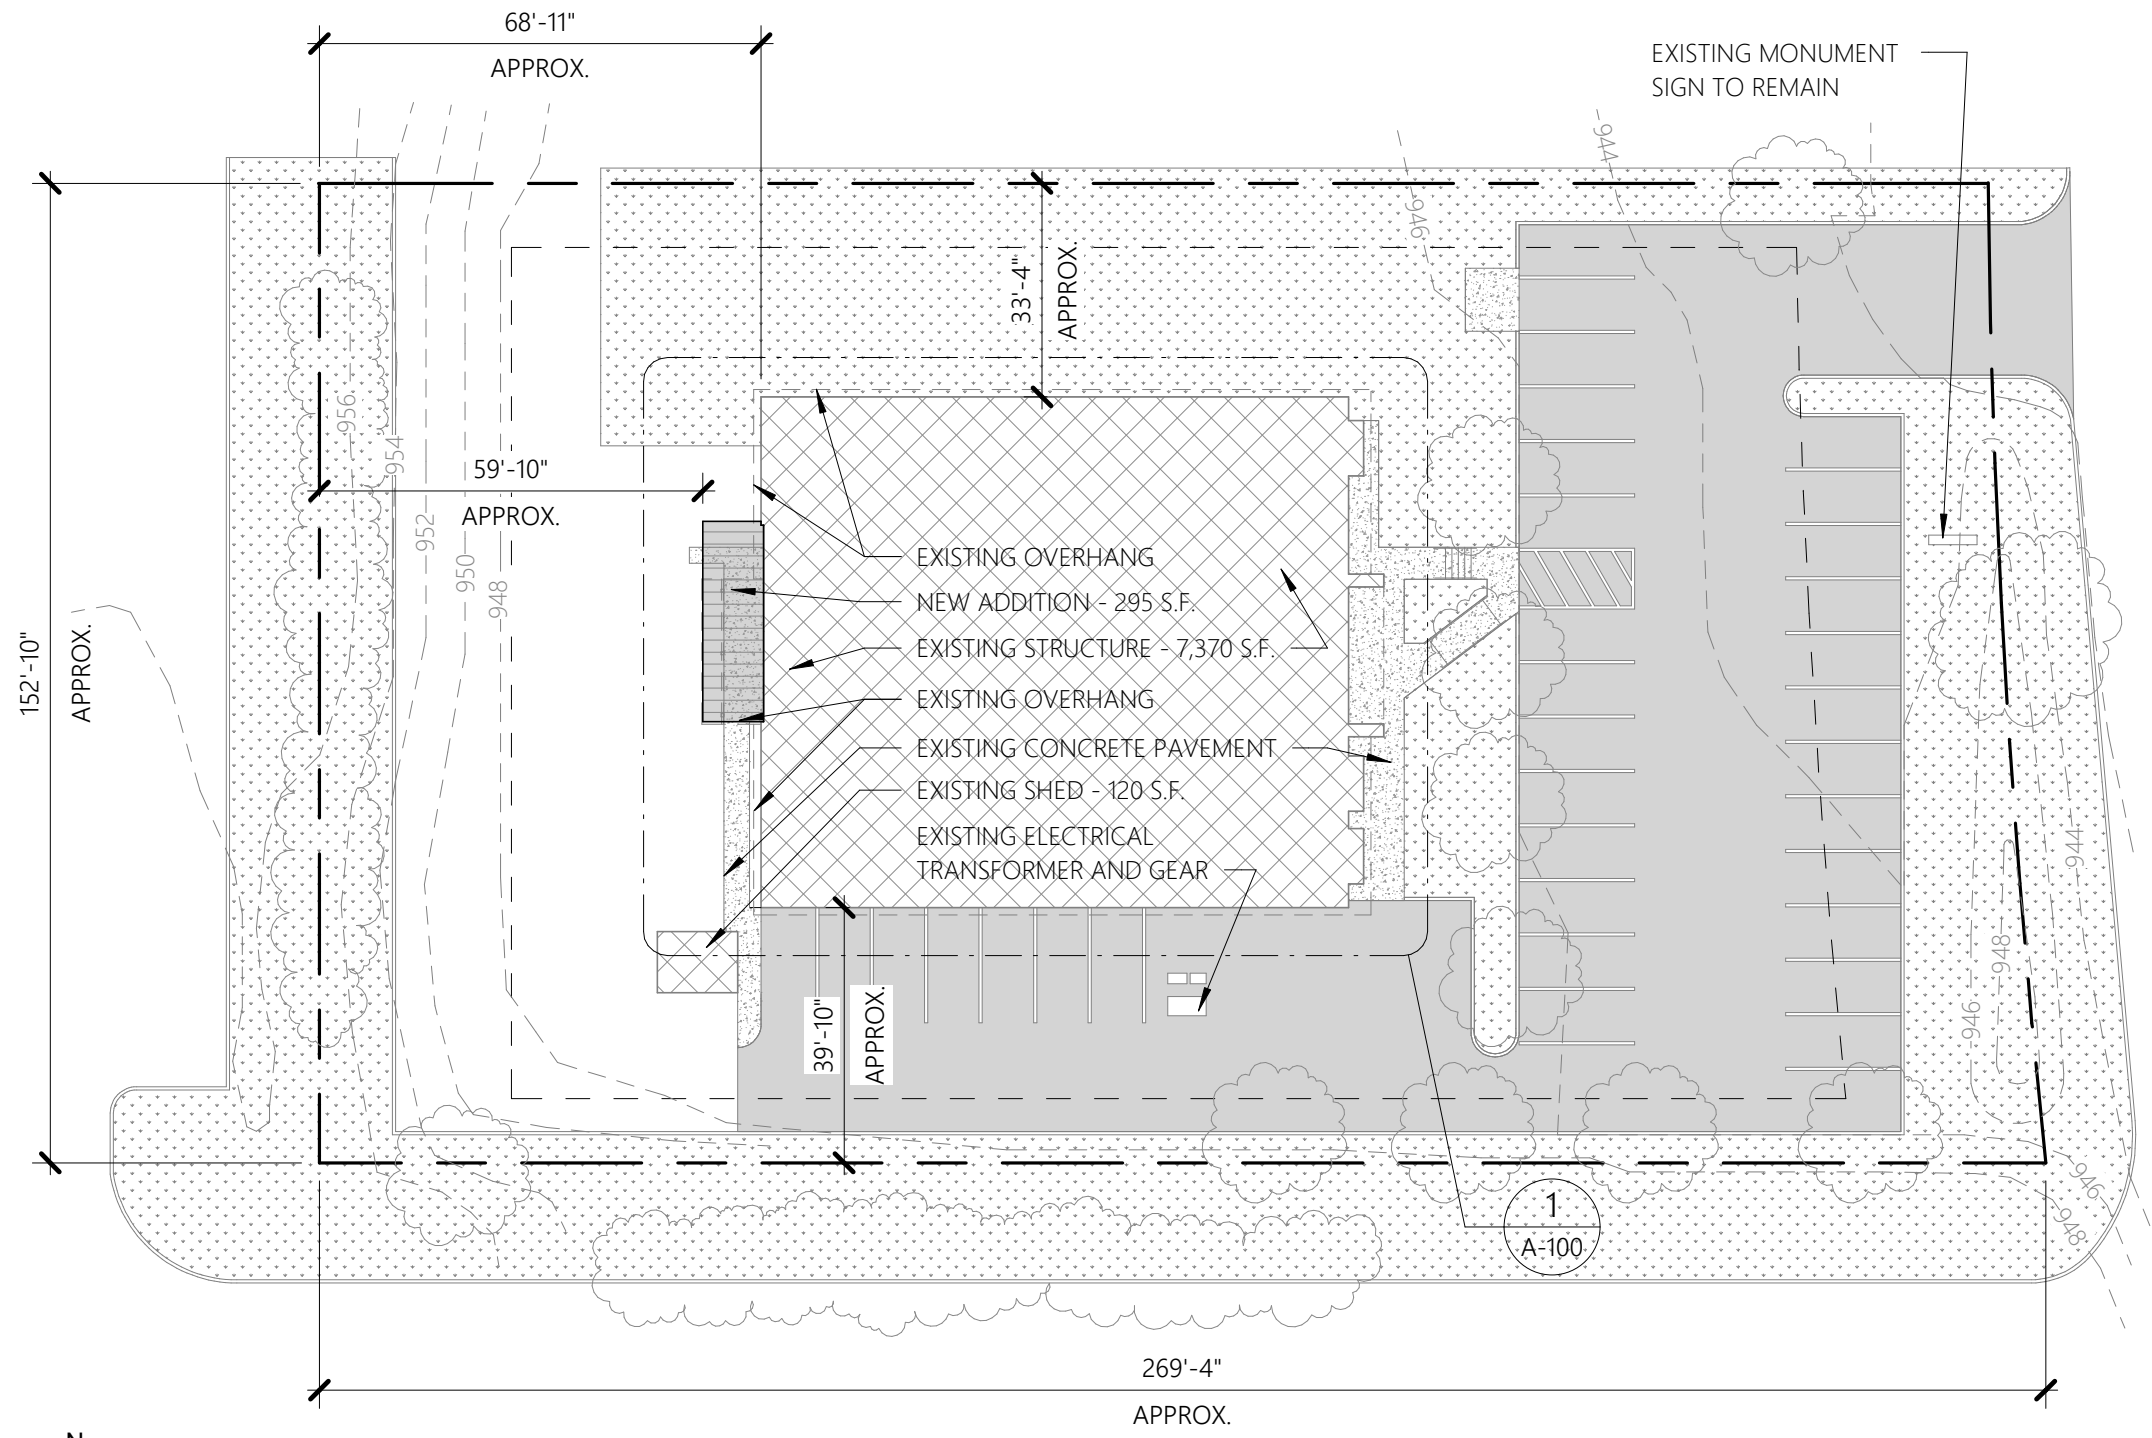 68'-11"
APPROX.
EXISTING MONUMENT
SIGN TO REMAIN
944
946
33'-4"
APPROX.
956
954
59'-10"
APPROX.
952
950
948
EXISTING OVERHANG
NEW ADDITION - 295 S.F.
EXISTING STRUCTURE - 7,370 S.F.
EXISTING OVERHANG
EXISTING CONCRETE PAVEMENT
EXISTING SHED - 120 S.F.
EXISTING ELECTRICAL
TRANSFORMER AND GEAR
152'-10"
APPROX.
944
948
946
39'-10"
APPROX.
946
948
1
A-100
269'-4"
APPROX.
N